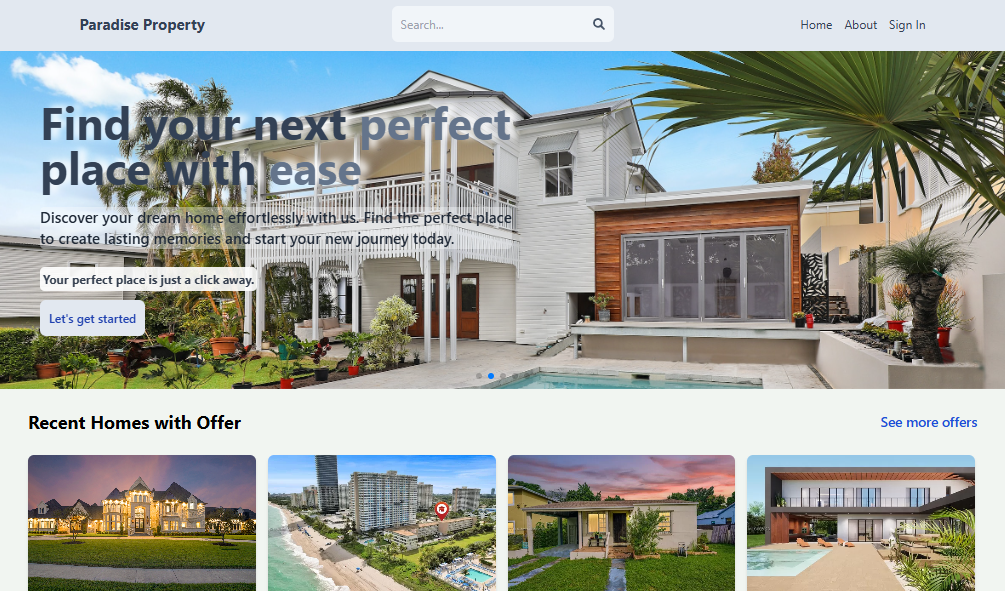 Paradise Property
Search...
Home About Sign In
Find your next perfect
place with ease
Discover your dream home effortlessly with us. Find the perfect place
to create lasting memories and start your new journey today.
Your perfect place is just a click away.
Let's get started
Recent Homes with Offer
See more offers